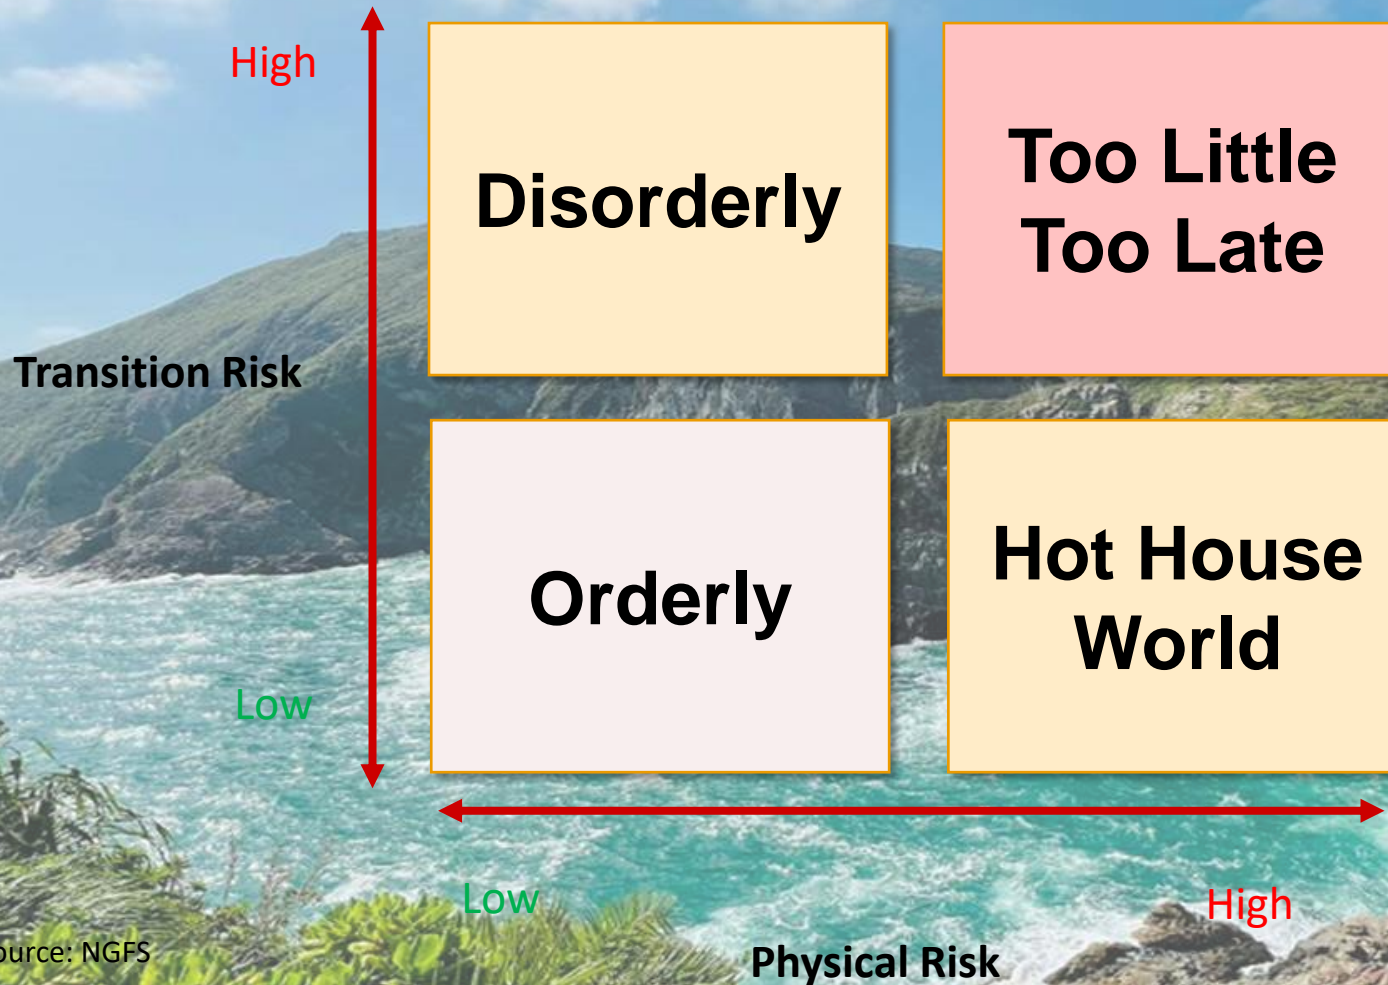 High
Disorderly
Too Little
Too Late
Transition Risk
Orderly
Hot House
World
Low
Low
High
ource: NGFS
Physical Risk